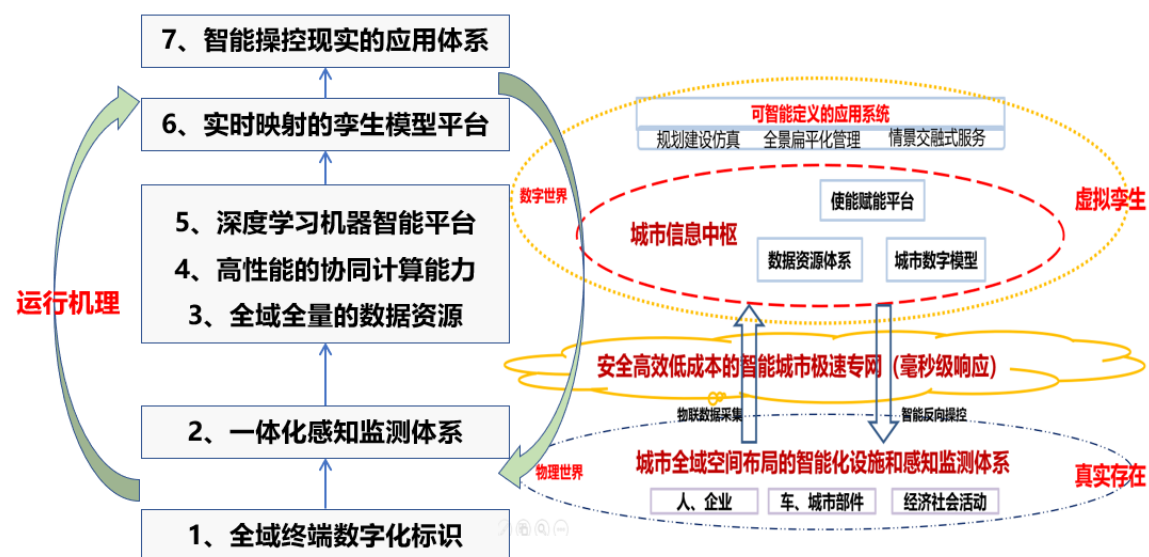 7、智能操控现实的应用体系
6、实时映射的孪生模型平台
5、深度学习机器智能平台
4、高性能的协同计算能力
3、全域全量的数据资源
运行机理
2、一体化感知监测体系
1、全域终端数字化标识
可智能定义的应用系统
规划建设仿真 全景扁平化管理 情景交融式服务
数字世界
虚拟孪生
使能赋能平台
城市信息中枢
数据资源体系
城市数字模型
安全高效低成本的智能城市极速专网（毫秒级响应）
物联数据采集
智能反向操控
物理世界
城市全域空间布局的智能化设施和感知监测体系
真实存在
人、企业
车、城市部件
经济社会活动